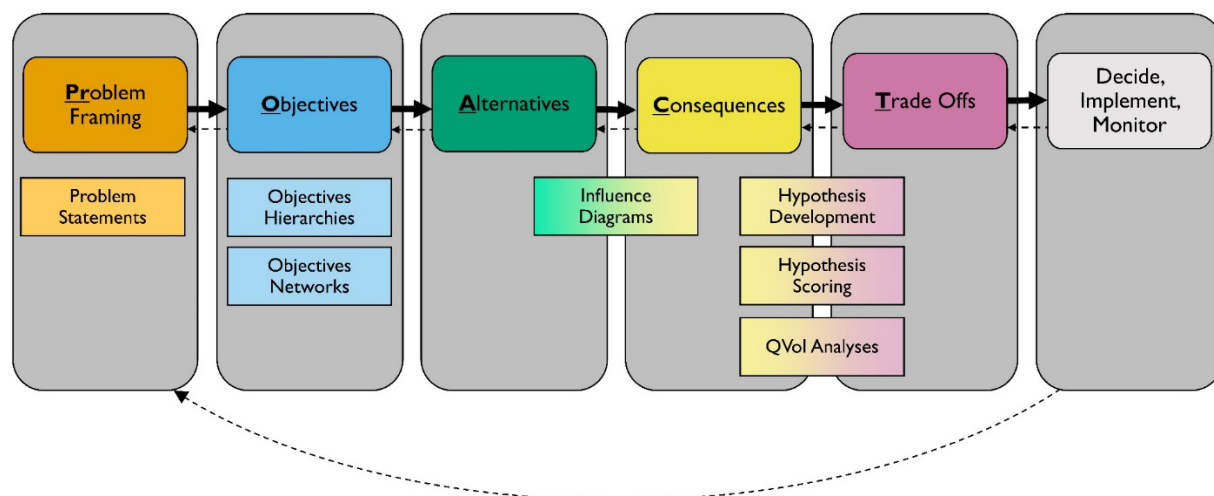 Problem
Framing
Objectives
Alternatives
Consequences
Trade Offs
Decide,
Implement,
Monitor
Problem
Statements
Objectives
Hierarchies
Objectives
Networks
Influence
Diagrams
Hypothesis
Development
Hypothesis
Scoring
QVol Analyses